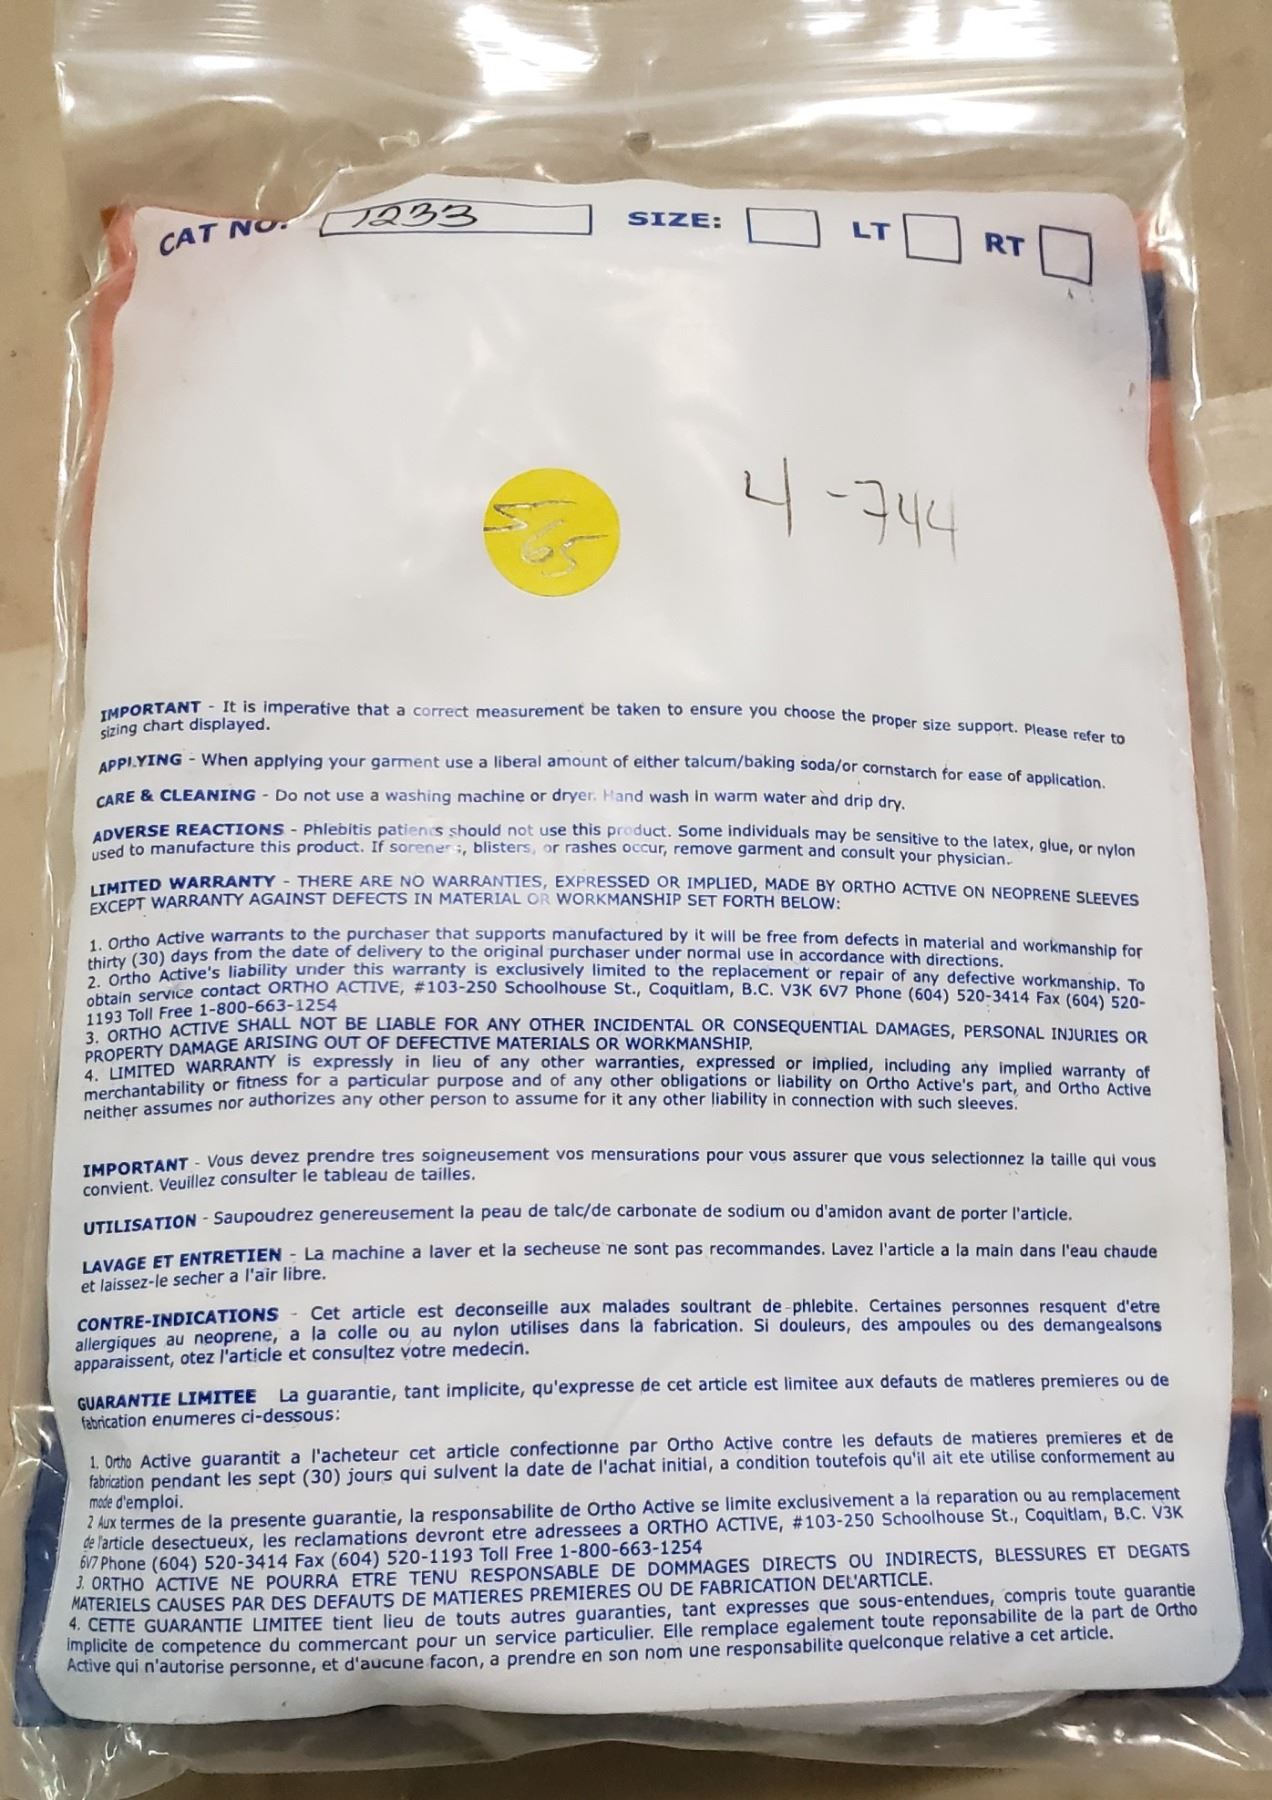 CAT NO. 7233 SIZE: LT RT
4-744
565
IMPORTANT - It is imperative that a correct measurement be taken to ensure you choose the proper size support. Please refer to
sizing chart displayed.
APPLYING - When applying your garment use a liberal amount of either talcum/baking soda/or cornstarch for ease of application.
CARE & CLEANING - Do not use a washing machine or dryer. Hand wash in warm water and drip dry.
ADVERSE REACTIONS - Phlebitis patients should not use this product. Some individuals may be sensitive to the latex, glue, or nylon
used to manufacture this product. If soreness, blisters, or rashes occur, remove garment and consult your physician.
LIMITED WARRANTY - THERE ARE NO WARRANTIES, EXPRESSED OR IMPLIED, MADE BY ORTHO ACTIVE ON NEOPRENE SLEEVES
EXCEPT WARRANTY AGAINST DEFECTS IN MATERIAL OR WORKMANSHIP SET FORTH BELOW:
1. Ortho Active warrants to the purchaser that supports manufactured by it will be free from defects in material and workmanship for
thirty (30) days from the date of delivery to the original purchaser under normal use in accordance with directions.
2. Ortho Active's liability under this warranty is exclusively limited to the replacement or repair of any defective workmanship. To
obtain service contact ORTHO ACTIVE, #103-250 Schoolhouse St., Coquitlam, B.C. V3K 6V7 Phone (604) 520-3414 Fax (604) 520-
1193 Toll Free 1-800-663-1254
3. ORTHO ACTIVE SHALL NOT BE LIABLE FOR ANY OTHER INCIDENTAL OR CONSEQUENTIAL DAMAGES, PERSONAL INJURIES OR
PROPERTY DAMAGE ARISING OUT OF DEFECTIVE MATERIALS OR WORKMANSHIP.
4. LIMITED WARRANTY is expressly in lieu of any other warranties, expressed or implied, including any implied warranty of
merchantability or fitness for a particular purpose and of any other obligations or liability on Ortho Active's part, and Ortho Active
neither assumes nor authorizes any other person to assume for it any other liability in connection with such sleeves.
IMPORTANT - Vous devez prendre tres soigneusement vos mensurations pour vous assurer que vous selectionnez la taille qui vous
convient. Veuillez consulter le tableau de tailles.
UTILISATION - Saupoudrez genereusement la peau de talc/de carbonate de sodium ou d'amidon avant de porter l'article.
LAVAGE ET ENTRETIEN - La machine a laver et la secheuse ne sont pas recommandes. Lavez l'article a la main dans l'eau chaude
et laissez-le secher a l'air libre.
CONTRE-INDICATIONS - Cet article est deconseille aux malades soultrant de phlebite. Certaines personnes resquent d'etre
allergiques au neoprene, a la colle ou au nylon utilises dans la fabrication. Si douleurs, des ampoules ou des demangealsons
apparaissent, otez l'article et consultez votre medecin.
GUARANTIE LIMITEE La guarantie, tant implicite, qu'expresse de cet article est limitee aux defauts de matieres premieres ou de
fabrication enumeres ci-dessous:
1. Ortho Active guarantit a l'acheteur cet article confectionne par Ortho Active contre les defauts de matieres premieres et de
fabrication pendant les sept (30) jours qui sulvent la date de l'achat initial, a condition toutefois qu'il ait ete utilise conformement au
mode d'emploi.
2 Aux termes de la presente guarantie, la responsabilite de Ortho Active se limite exclusivement a la reparation ou au remplacement
de l'article desectueux, les reclamations devront etre adressees a ORTHO ACTIVE, #103-250 Schoolhouse St., Coquitlam, B.C. V3K
6V7 Phone (604) 520-3414 Fax (604) 520-1193 Toll Free 1-800-663-1254
3. ORTHO ACTIVE NE POURRA ETRE TENU RESPONSABLE DE DOMMAGES DIRECTS OU INDIRECTS, BLESSURES ET DEGATS
MATERIELS CAUSES PAR DES DEFAUTS DE MATIERES PREMIERES OU DE FABRICATION DEL'ARTICLE.
4. CETTE GUARANTIE LIMITEE tient lieu de touts autres guaranties, tant expresses que sous-entendues, compris toute guarantie
implicite de competence du commercant pour un service particulier. Elle remplace egalement toute reponsabilite de la part de Ortho
Active qui n'autorise personne, et d'aucune facon, a prendre en son nom une responsabilite quelconque relative a cet article.